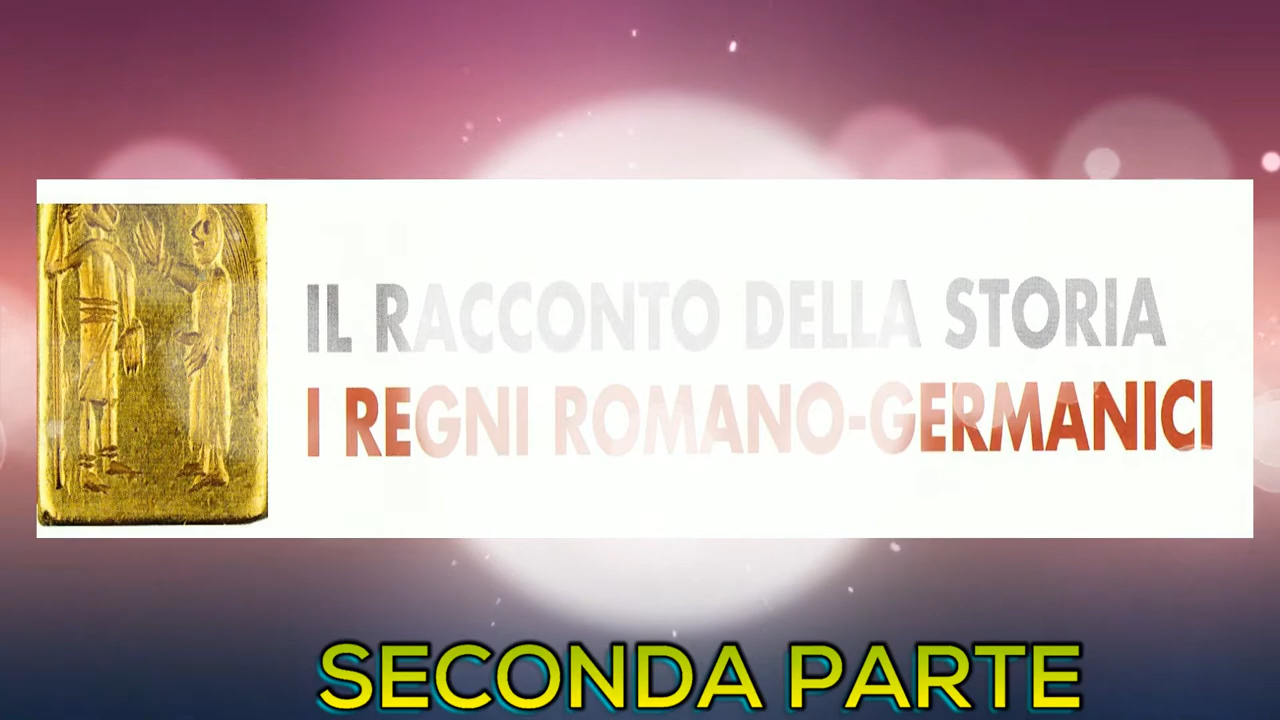 IL RACCONTO DELLA STORIA
I REGNI ROMANO-GERMANICI
SECONDA PARTE